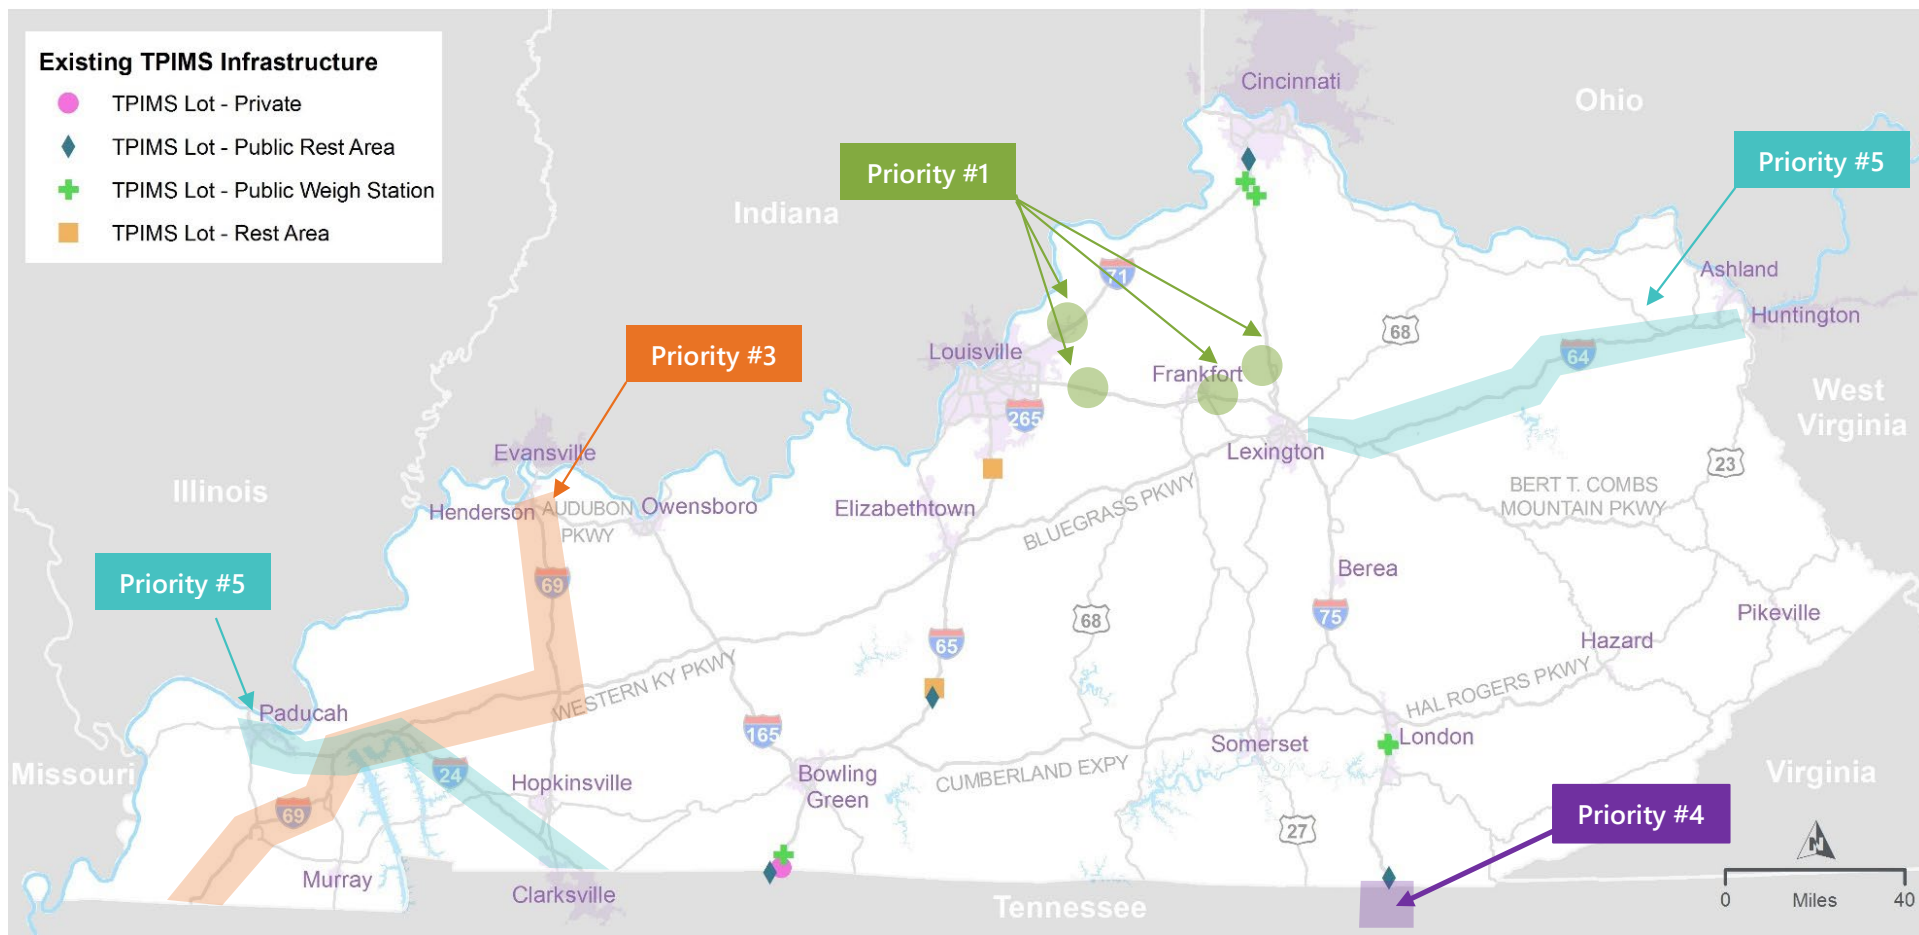 Existing TPIMS Infrastructure
TPIMS Lot - Private
TPIMS Lot - Public Rest Area
TPIMS Lot - Public Weigh Station
TPIMS Lot - Rest Area
Cincinnati
Ohio
Priority #1
Priority #5
Indiana
71
Ashland
Huntington
68
Louisville
Priority #3
64
Frankfort
West
Virginia
265
Evansville
Lexington
23
Illinois
Henderson
AUDUBON
PKWY
Owensboro
Elizabethtown
BLUEGRASS PKWY
BERT T. COMBS
MOUNTAIN PKWY
Priority #5
69
Berea
68
75
Pikeville
65
Hazard
WESTERN KY PKWY
HAL ROGERS PKWY
Paducah
165
Somerset
London
Missouri
24
Hopkinsville
Bowling
Green
CUMBERLAND EXPY
Virginia
69
27
Priority #4
N
Murray
Clarksville
Tennessee
0
Miles
40